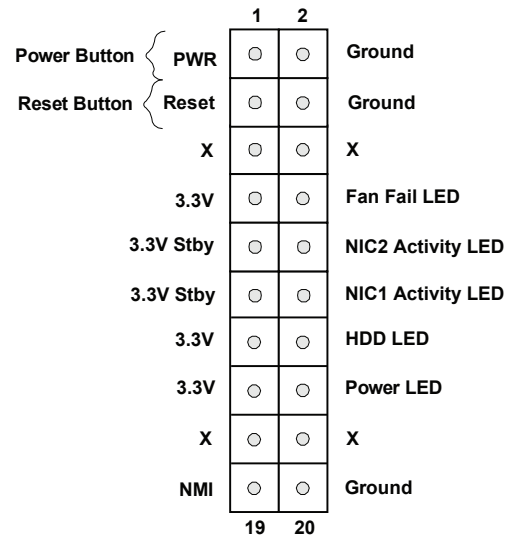 1 2
Power Button PWR Ground
Reset Button Reset Ground
X X
3.3V Fan Fail LED
3.3V Stby NIC2 Activity LED
3.3V Stby NIC1 Activity LED
3.3V HDD LED
3.3V Power LED
X X
NMI Ground
19 20